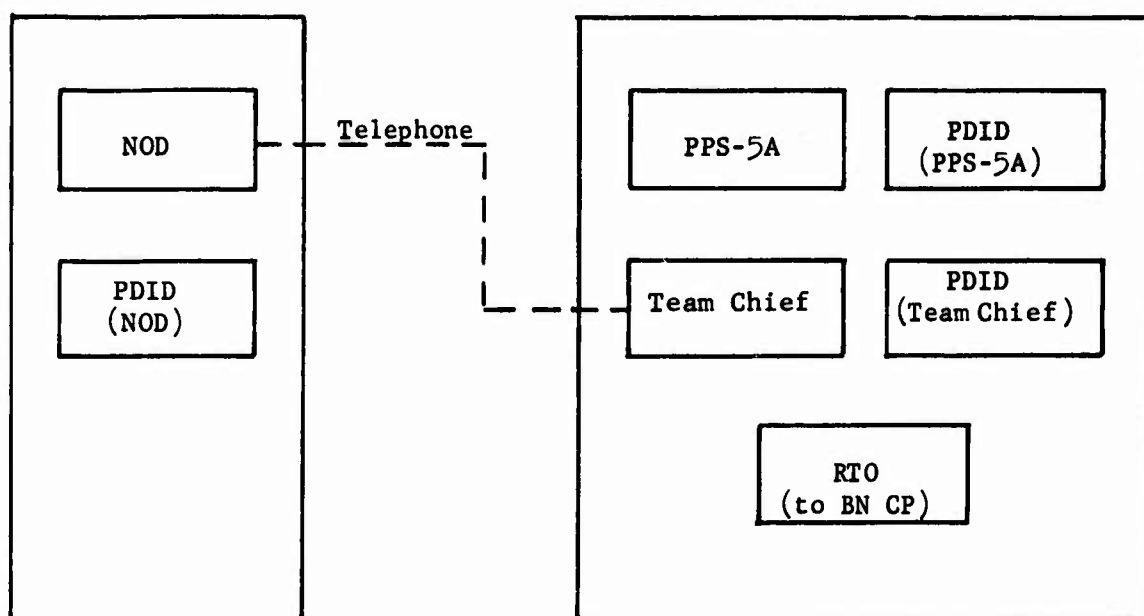 NOD
Telephone
PDID
(NOD)
PPS-5A
PDID
(PPS-5A)
Team Chief
PDID
(Team Chief)
RTO
(to BN CP)